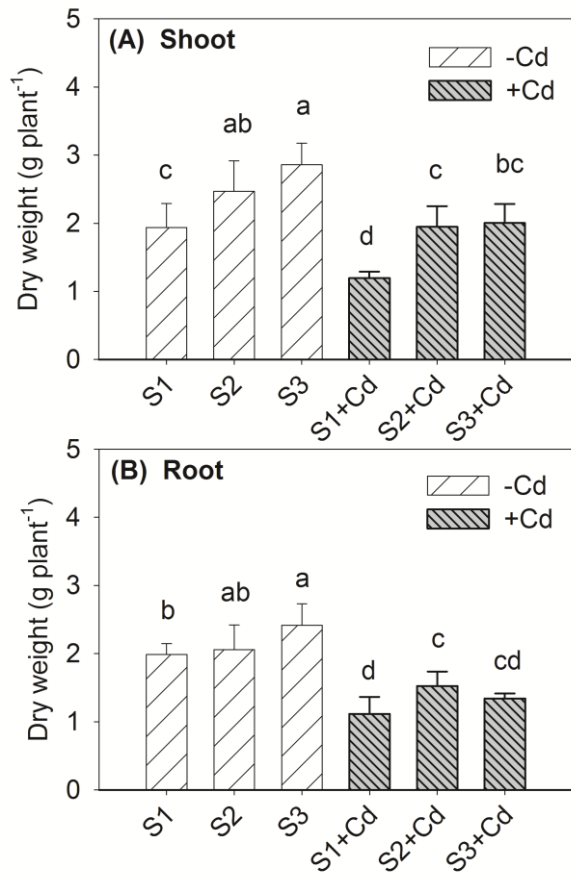 (A) Shoot
-Cd
+Cd
Dry weight (g plant⁻¹)
5
4
3
2
1
0
c
ab
a
d
c
bc
S1
S2
S3
S1+Cd
S2+Cd
S3+Cd
(B) Root
-Cd
+Cd
Dry weight (g plant⁻¹)
5
4
3
2
1
0
b
ab
a
d
c
cd
S1
S2
S3
S1+Cd
S2+Cd
S3+Cd